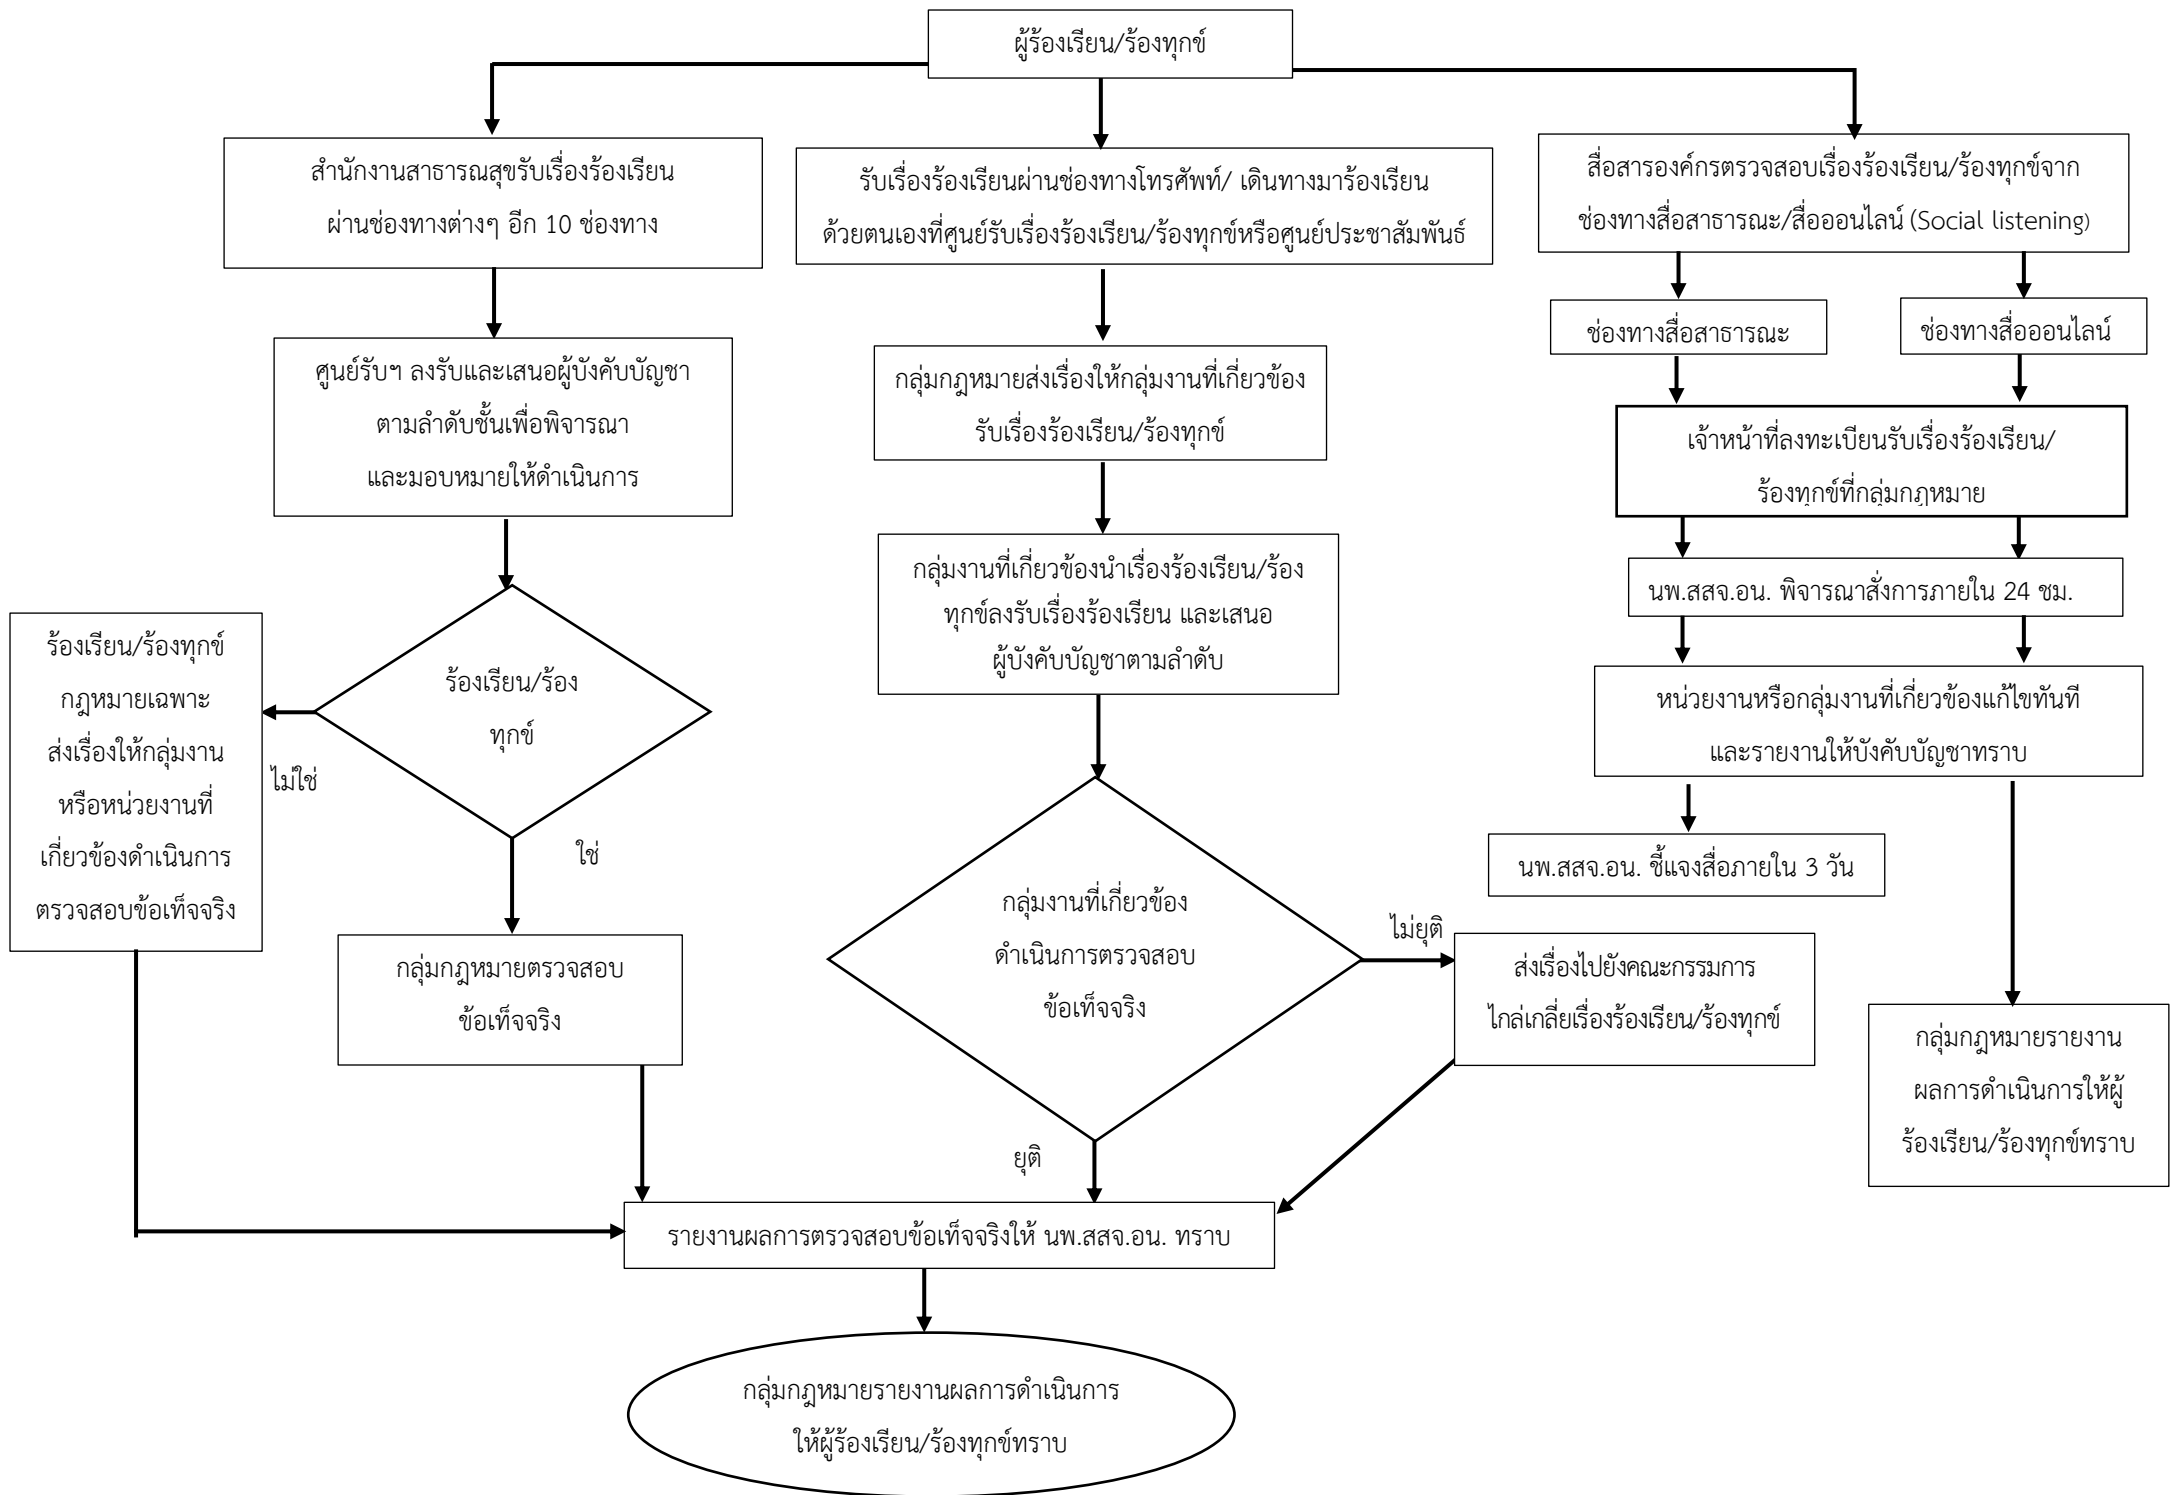 ผู้ร้องเรียน/ร้องทุกข์
สำนักงานสาธารณสุขรับเรื่องร้องเรียน
ผ่านช่องทางต่างๆ อีก 10 ช่องทาง
รับเรื่องร้องเรียนผ่านช่องทางโทรศัพท์/ เดินทางมาร้องเรียน
ด้วยตนเองที่ศูนย์รับเรื่องร้องเรียน/ร้องทุกข์หรือศูนย์ประชาสัมพันธ์
สื่อสารองค์กรตรวจสอบเรื่องร้องเรียน/ร้องทุกข์จาก
ช่องทางสื่อสาธารณะ/สื่อออนไลน์ (Social listening)
ช่องทางสื่อสาธารณะ
ช่องทางสื่อออนไลน์
ศูนย์รับฯ ลงรับและเสนอผู้บังคับบัญชา
ตามลำดับชั้นเพื่อพิจารณา
และมอบหมายให้ดำเนินการ
กลุ่มกฎหมายส่งเรื่องให้กลุ่มงานที่เกี่ยวข้อง
รับเรื่องร้องเรียน/ร้องทุกข์
เจ้าหน้าที่ลงทะเบียนรับเรื่องร้องเรียน/
ร้องทุกข์ที่กลุ่มกฎหมาย
กลุ่มงานที่เกี่ยวข้องนำเรื่องร้องเรียน/ร้อง
ทุกข์ลงรับเรื่องร้องเรียน และเสนอ
ผู้บังคับบัญชาตามลำดับ
นพ.สสจ.อน. พิจารณาสั่งการภายใน 24 ชม.
ร้องเรียน/ร้องทุกข์
กฎหมายเฉพาะ
ส่งเรื่องให้กลุ่มงาน
หรือหน่วยงานที่
เกี่ยวข้องดำเนินการ
ตรวจสอบข้อเท็จจริง
ไม่ใช่
ร้องเรียน/ร้อง
ทุกข์
ใช่
หน่วยงานหรือกลุ่มงานที่เกี่ยวข้องแก้ไขทันที
และรายงานให้บังคับบัญชาทราบ
นพ.สสจ.อน. ชี้แจงสื่อภายใน 3 วัน
กลุ่มกฎหมายตรวจสอบ
ข้อเท็จจริง
กลุ่มงานที่เกี่ยวข้อง
ดำเนินการตรวจสอบ
ข้อเท็จจริง
ไม่ยุติ
ส่งเรื่องไปยังคณะกรรมการ
ไกล่เกลี่ยเรื่องร้องเรียน/ร้องทุกข์
กลุ่มกฎหมายรายงาน
ผลการดำเนินการให้ผู้
ร้องเรียน/ร้องทุกข์ทราบ
ยุติ
รายงานผลการตรวจสอบข้อเท็จจริงให้ นพ.สสจ.อน. ทราบ
กลุ่มกฎหมายรายงานผลการดำเนินการ
ให้ผู้ร้องเรียน/ร้องทุกข์ทราบ